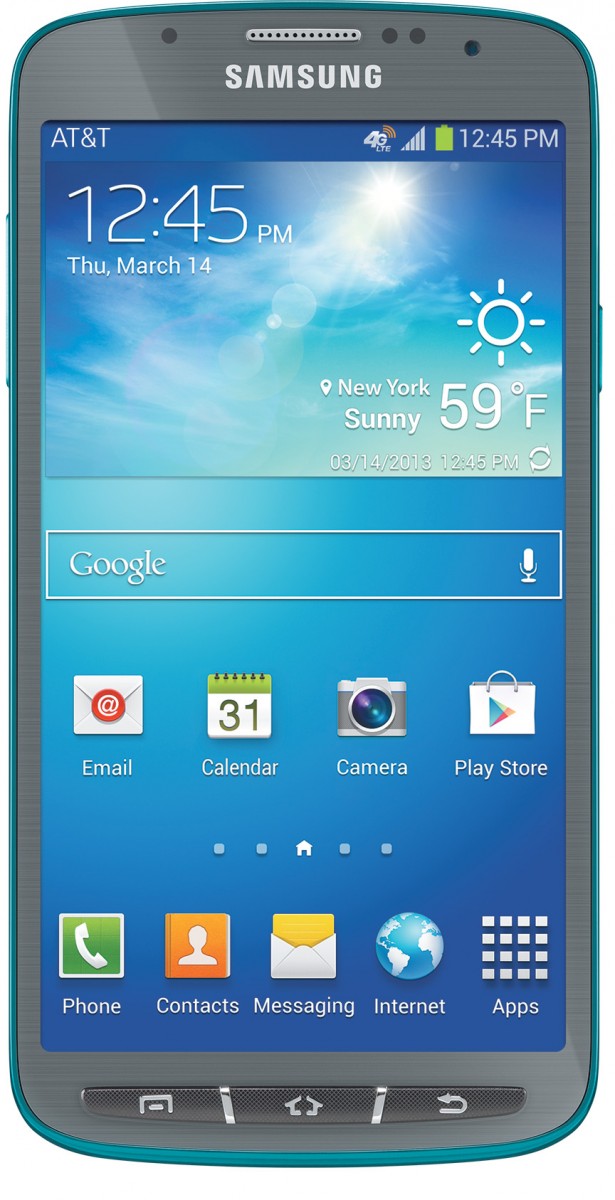 SAMSUNG
AT&T 4G LTE 12:45 PM
12:45 PM
Thu, March 14
New York
Sunny 59°F
03/14/2013 12:45 PM
Google
@
31
Email Calendar Camera Play Store
Phone Contacts Messaging Internet Apps